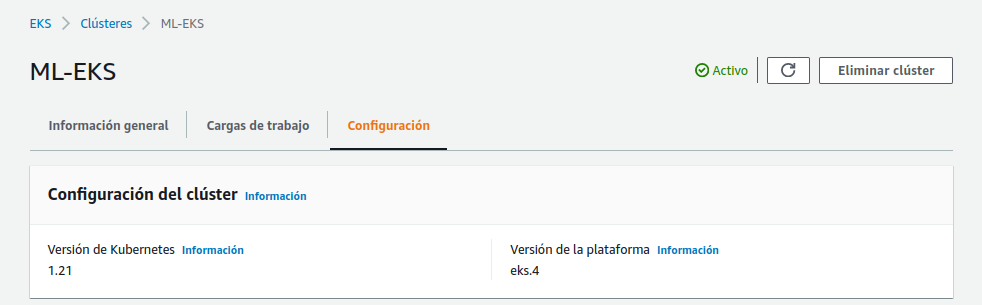 EKS Clústeres ML-EKS
ML-EKS
Activo
Eliminar clúster
Información general Cargas de trabajo Configuración
Configuración del clúster Información
Versión de Kubernetes Información
1.21
Versión de la plataforma Información
eks.4